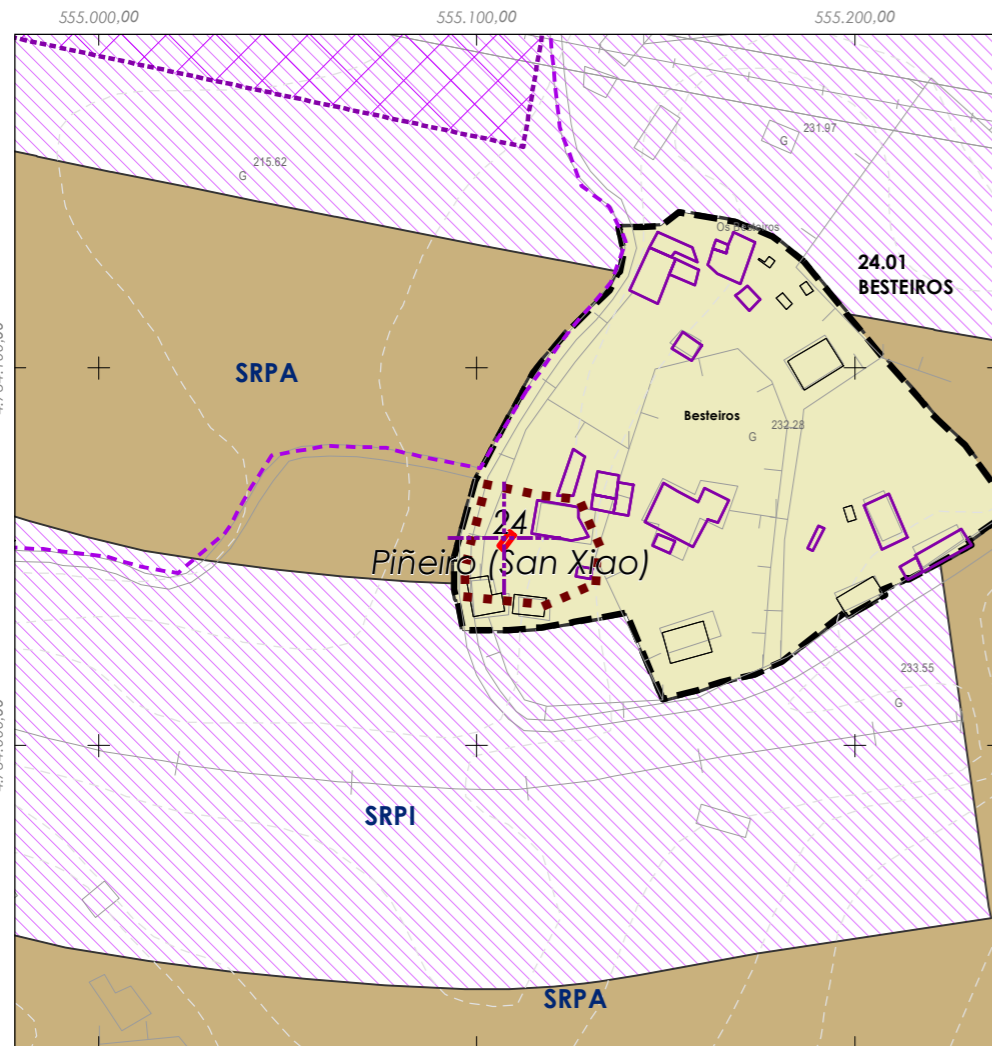 555.000,00
555.100,00
555.200,00
215.62
G
231.97
G
Os Besteiros
24.01
BESTEIROS
SRPA
Besteiros
232.28
G
24
Piñeiro (San Xiao)
233.55
G
SRPI
SRPA